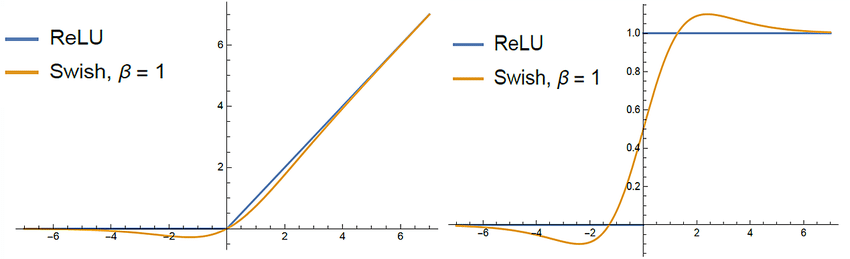 ReLU
Swish, β = 1
6
4
2
−6 −4 −2 2 4 6
ReLU
Swish, β = 1
1.0
0.8
0.6
0.4
0.2
−6 −4 −2 2 4 6